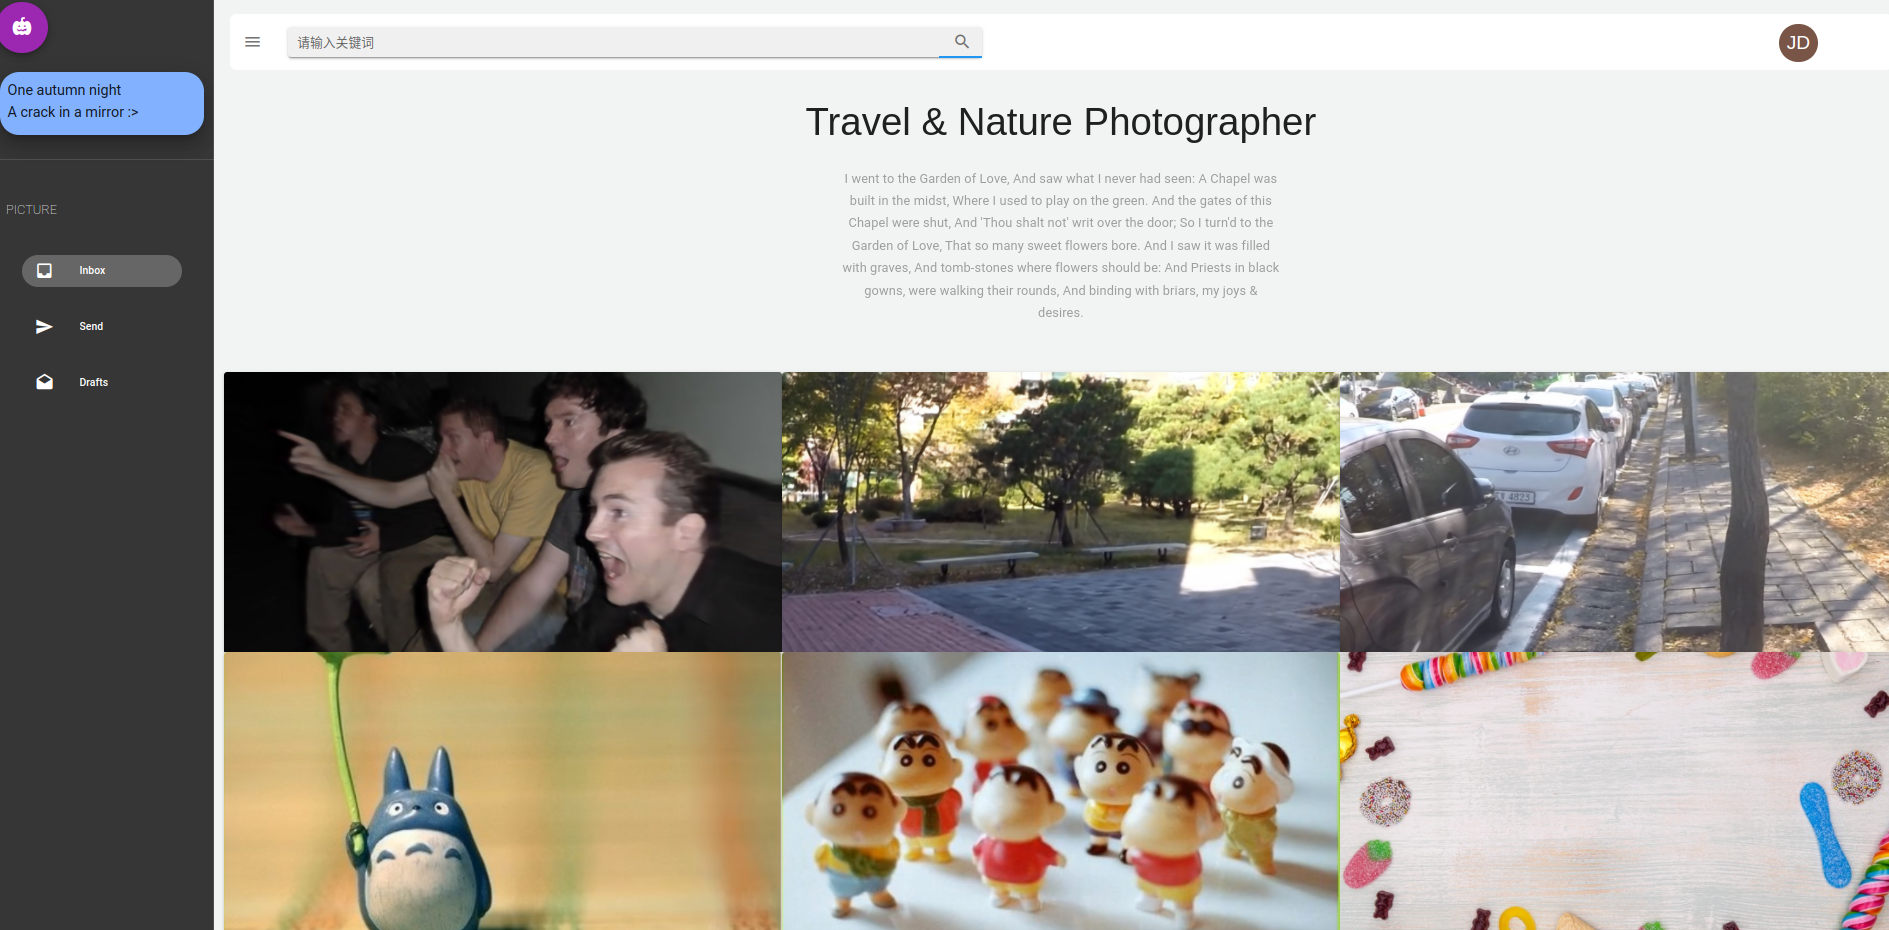 请输入关键词
JD
One autumn night
A crack in a mirror :>
PICTURE
Inbox
Send
Drafts
Travel & Nature Photographer
I went to the Garden of Love, And saw what I never had seen: A Chapel was
built in the midst, Where I used to play on the green. And the gates of this
Chapel were shut, And 'Thou shalt not' writ over the door; So I turn'd to the
Garden of Love, That so many sweet flowers bore. And I saw it was filled
with graves, And tomb-stones where flowers should be: And Priests in black
gowns, were walking their rounds, And binding with briars, my joys &
desires.